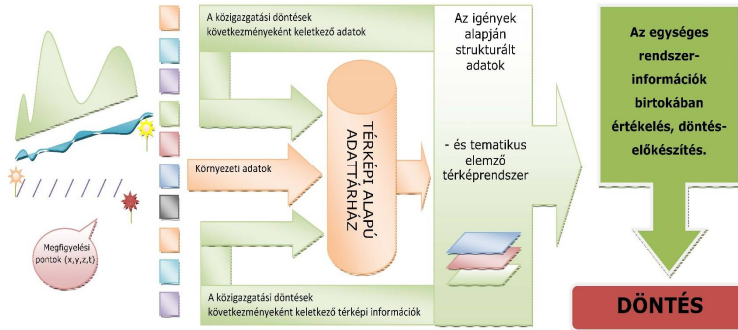 A közigazgatási döntések
következményeként keletkező adatok
Környezeti adatok
A közigazgatási döntések
következményeként keletkező térképi információk
Megfigyelési
pontok {x,y,z,t}
TÉRKÉPI ALAPÚ
ADATTÁRHÁZ
Az igények
alapján
strukturált
adatok
- és tematikus
elemző
térképrendszer
Az egységes
rendszer-
információk
birtokában
értékelés, döntés-
előkészítés.
DÖNTÉS